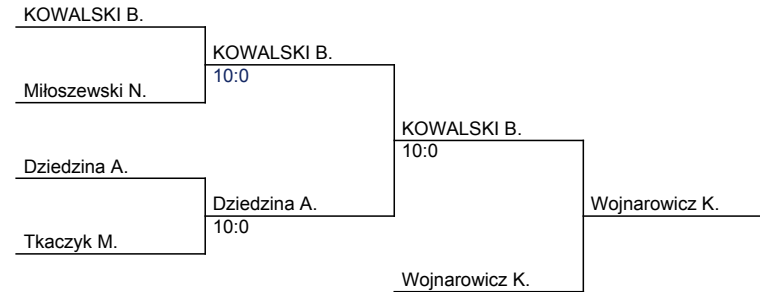 KOWALSKI B.
KOWALSKI B.
10:0
Miłoszewski N.
KOWALSKI B.
10:0
Dziedzina A.
Dziedzina A.
10:0
Wojnarowicz K.
Tkaczyk M.
Wojnarowicz K.